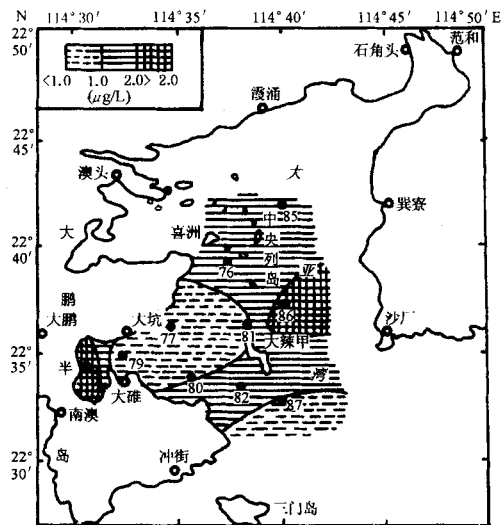 N 114°30′ 114°35′ 114°40′ 114°45′ 114°50′ E
22°50′
<1.0 1.0 2.0> 2.0
(μg/L)
石角头
范和
霞涌
22°45′
澳头
大
中央列岛
85
巽寮
喜洲
22°40′
大
76
亚
鹏
大鹏
大坑
77
81
86
大辣甲
沙厂
22°35′
半
79
湾
大碓
80
82
87
南澳
22°30′
岛
冲街
三门岛